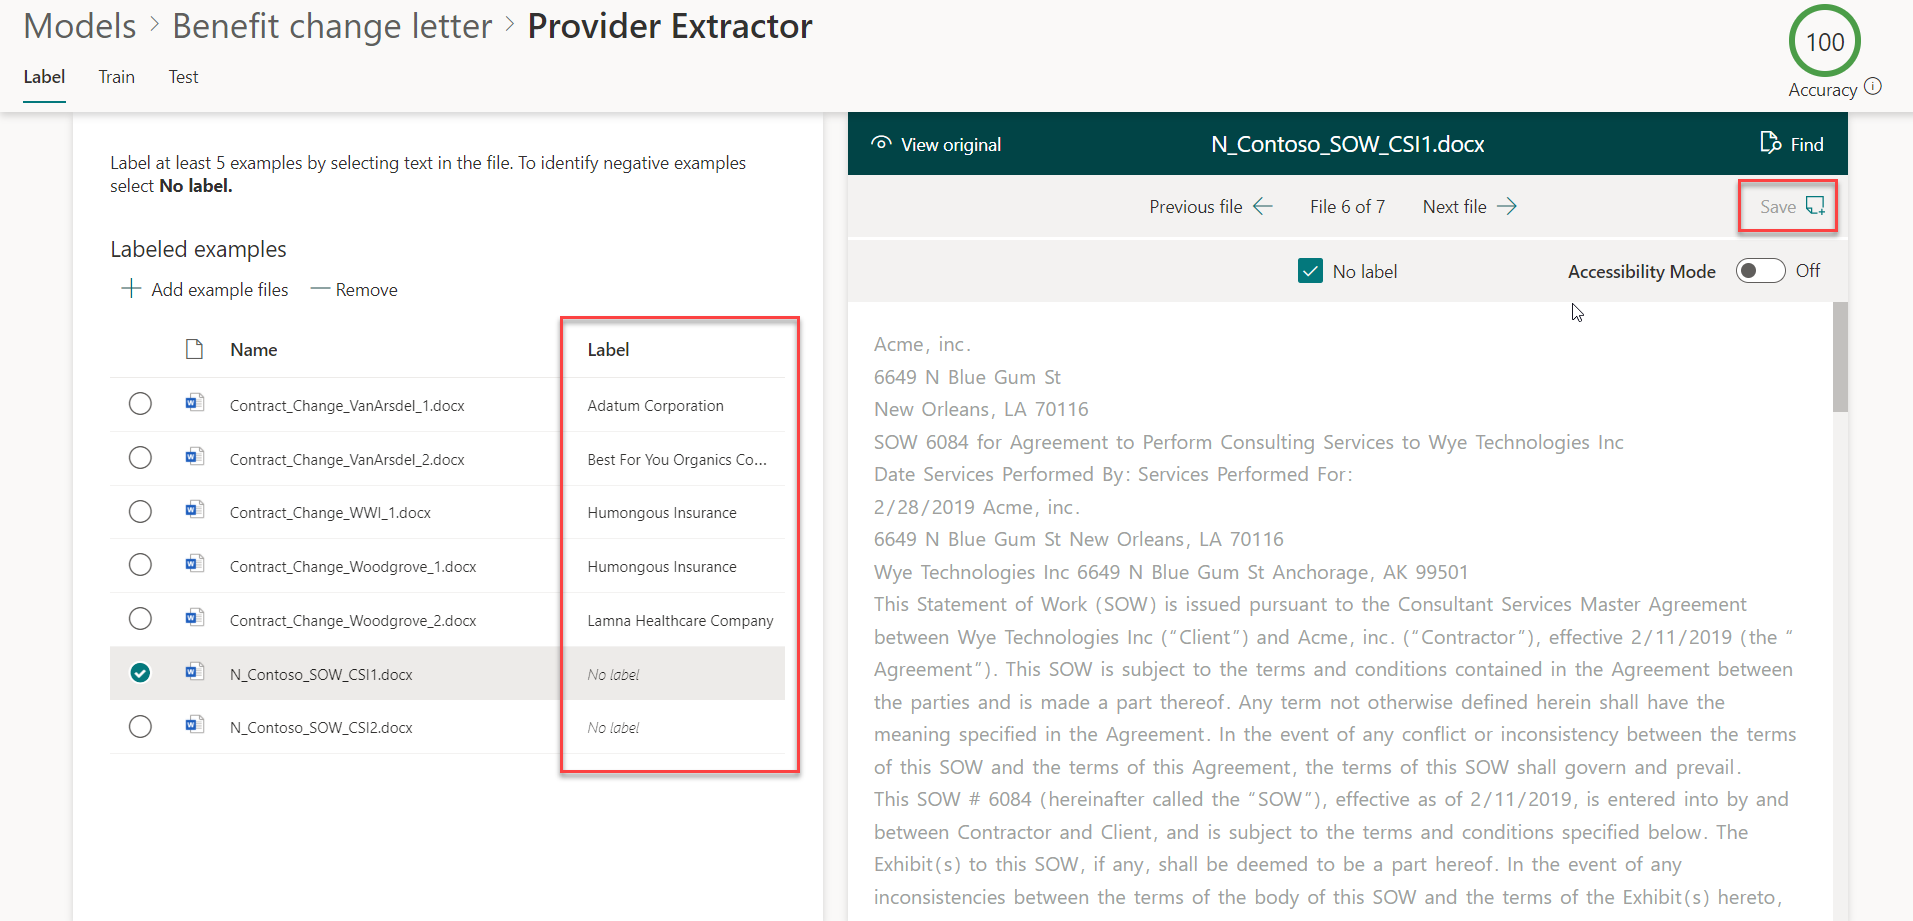 Models > Benefit change letter > Provider Extractor
Label Train Test
100
Accuracy
Label at least 5 examples by selecting text in the file. To identify negative examples
select No label.
Labeled examples
Add example files Remove
Name Label
Contract_Change_VanArsdel_1.docx Adatum Corporation
Contract_Change_VanArsdel_2.docx Best For You Organics Co...
Contract_Change_WWI_1.docx Humongous Insurance
Contract_Change_Woodgrove_1.docx Humongous Insurance
Contract_Change_Woodgrove_2.docx Lamna Healthcare Company
N_Contoso_SOW_CSI1.docx No label
N_Contoso_SOW_CSI2.docx No label
View original N_Contoso_SOW_CSI1.docx Find
Previous file File 6 of 7 Next file Save
No label Accessibility Mode Off
Acme, inc.
6649 N Blue Gum St
New Orleans, LA 70116
SOW 6084 for Agreement to Perform Consulting Services to Wye Technologies Inc
Date Services Performed By: Services Performed For:
2/28/2019 Acme, inc.
6649 N Blue Gum St New Orleans, LA 70116
Wye Technologies Inc 6649 N Blue Gum St Anchorage, AK 99501
This Statement of Work (SOW) is issued pursuant to the Consultant Services Master Agreement
between Wye Technologies Inc (“Client”) and Acme, inc. (“Contractor”), effective 2/11/2019 (the “
Agreement”). This SOW is subject to the terms and conditions contained in the Agreement between
the parties and is made a part thereof. Any term not otherwise defined herein shall have the
meaning specified in the Agreement. In the event of any conflict or inconsistency between the terms
of this SOW and the terms of this Agreement, the terms of this SOW shall govern and prevail.
This SOW # 6084 (hereinafter called the “SOW”), effective as of 2/11/2019, is entered into by and
between Contractor and Client, and is subject to the terms and conditions specified below. The
Exhibit(s) to this SOW, if any, shall be deemed to be a part hereof. In the event of any
inconsistencies between the terms of the body of this SOW and the terms of the Exhibit(s) hereto,